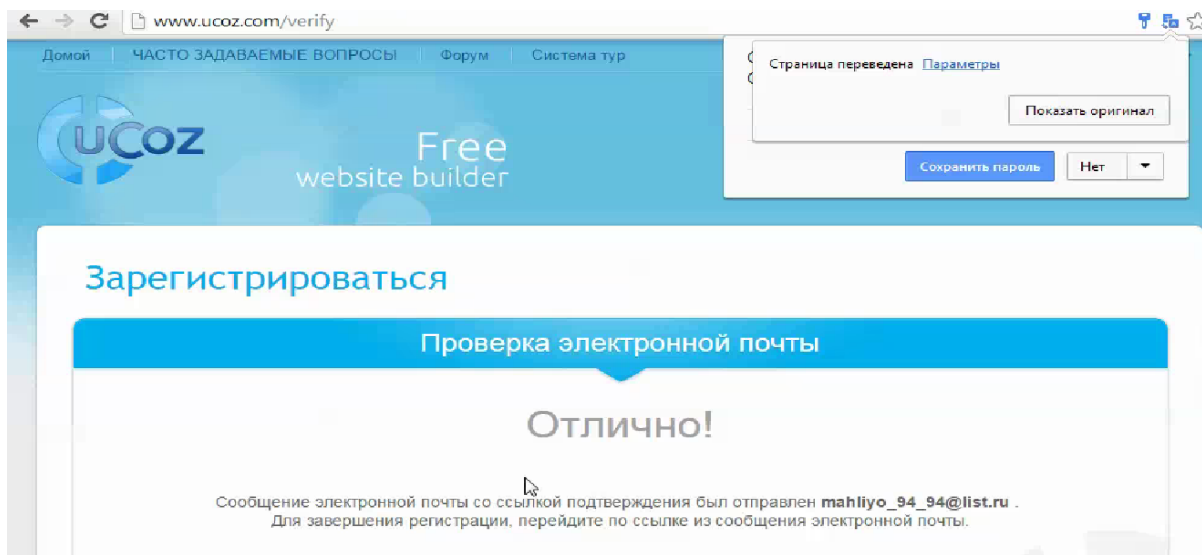 www.ucoz.com/verify
Домой ЧАСТО ЗАДАВАЕМЫЕ ВОПРОСЫ Форум Система тур
Страница переведена Параметры
Показать оригинал
Сохранить пароль Нет
uCoz
Free
website builder
Зарегистрироваться
Проверка электронной почты
Отлично!
Сообщение электронной почты со ссылкой подтверждения был отправлен mahliyo_94_94@list.ru .
Для завершения регистрации, перейдите по ссылке из сообщения электронной почты.